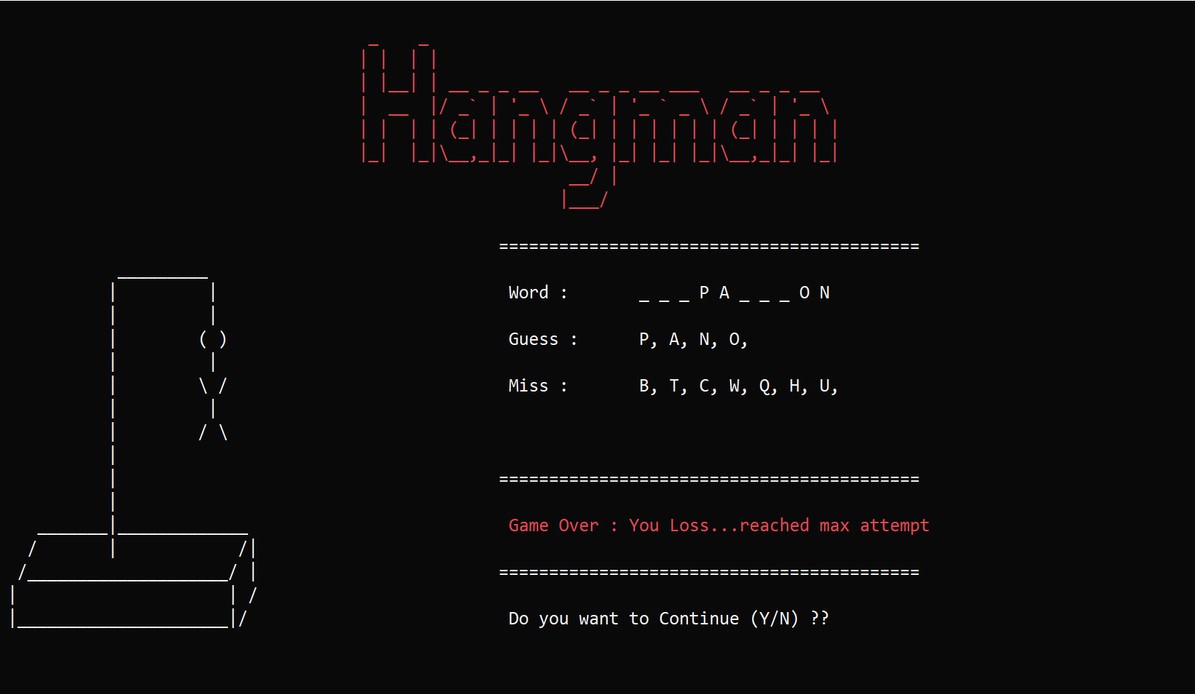 Hangman
Word : _ _ _ P A _ _ _ O N
Guess : P, A, N, O,
Miss : B, T, C, W, Q, H, U,
Game Over : You Loss...reached max attempt
Do you want to Continue (Y/N) ??